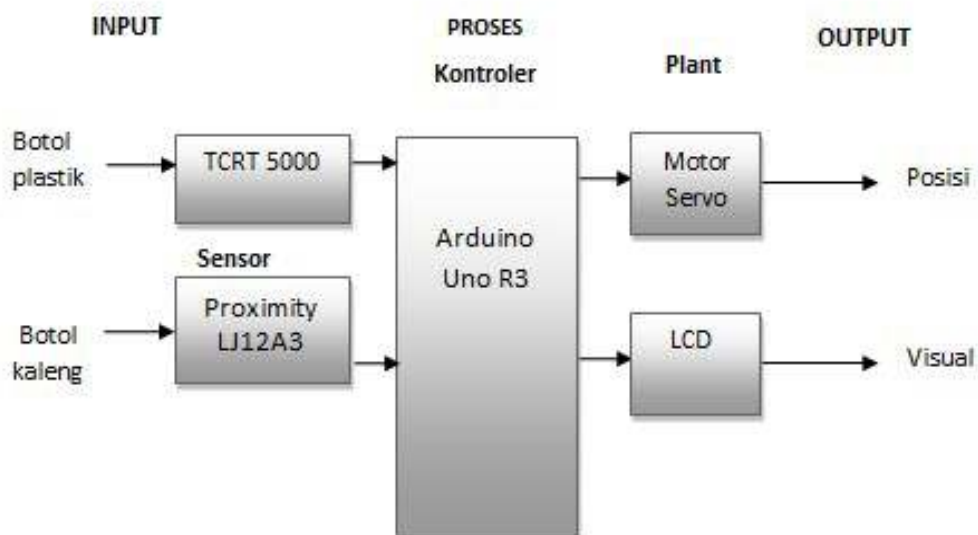 INPUT
PROSES
Kontroler
Plant
OUTPUT
Botol
plastik
TCRT 5000
Sensor
Botol
kaleng
Proximity
LJ12A3
Arduino
Uno R3
Motor
Servo
Posisi
LCD
Visual